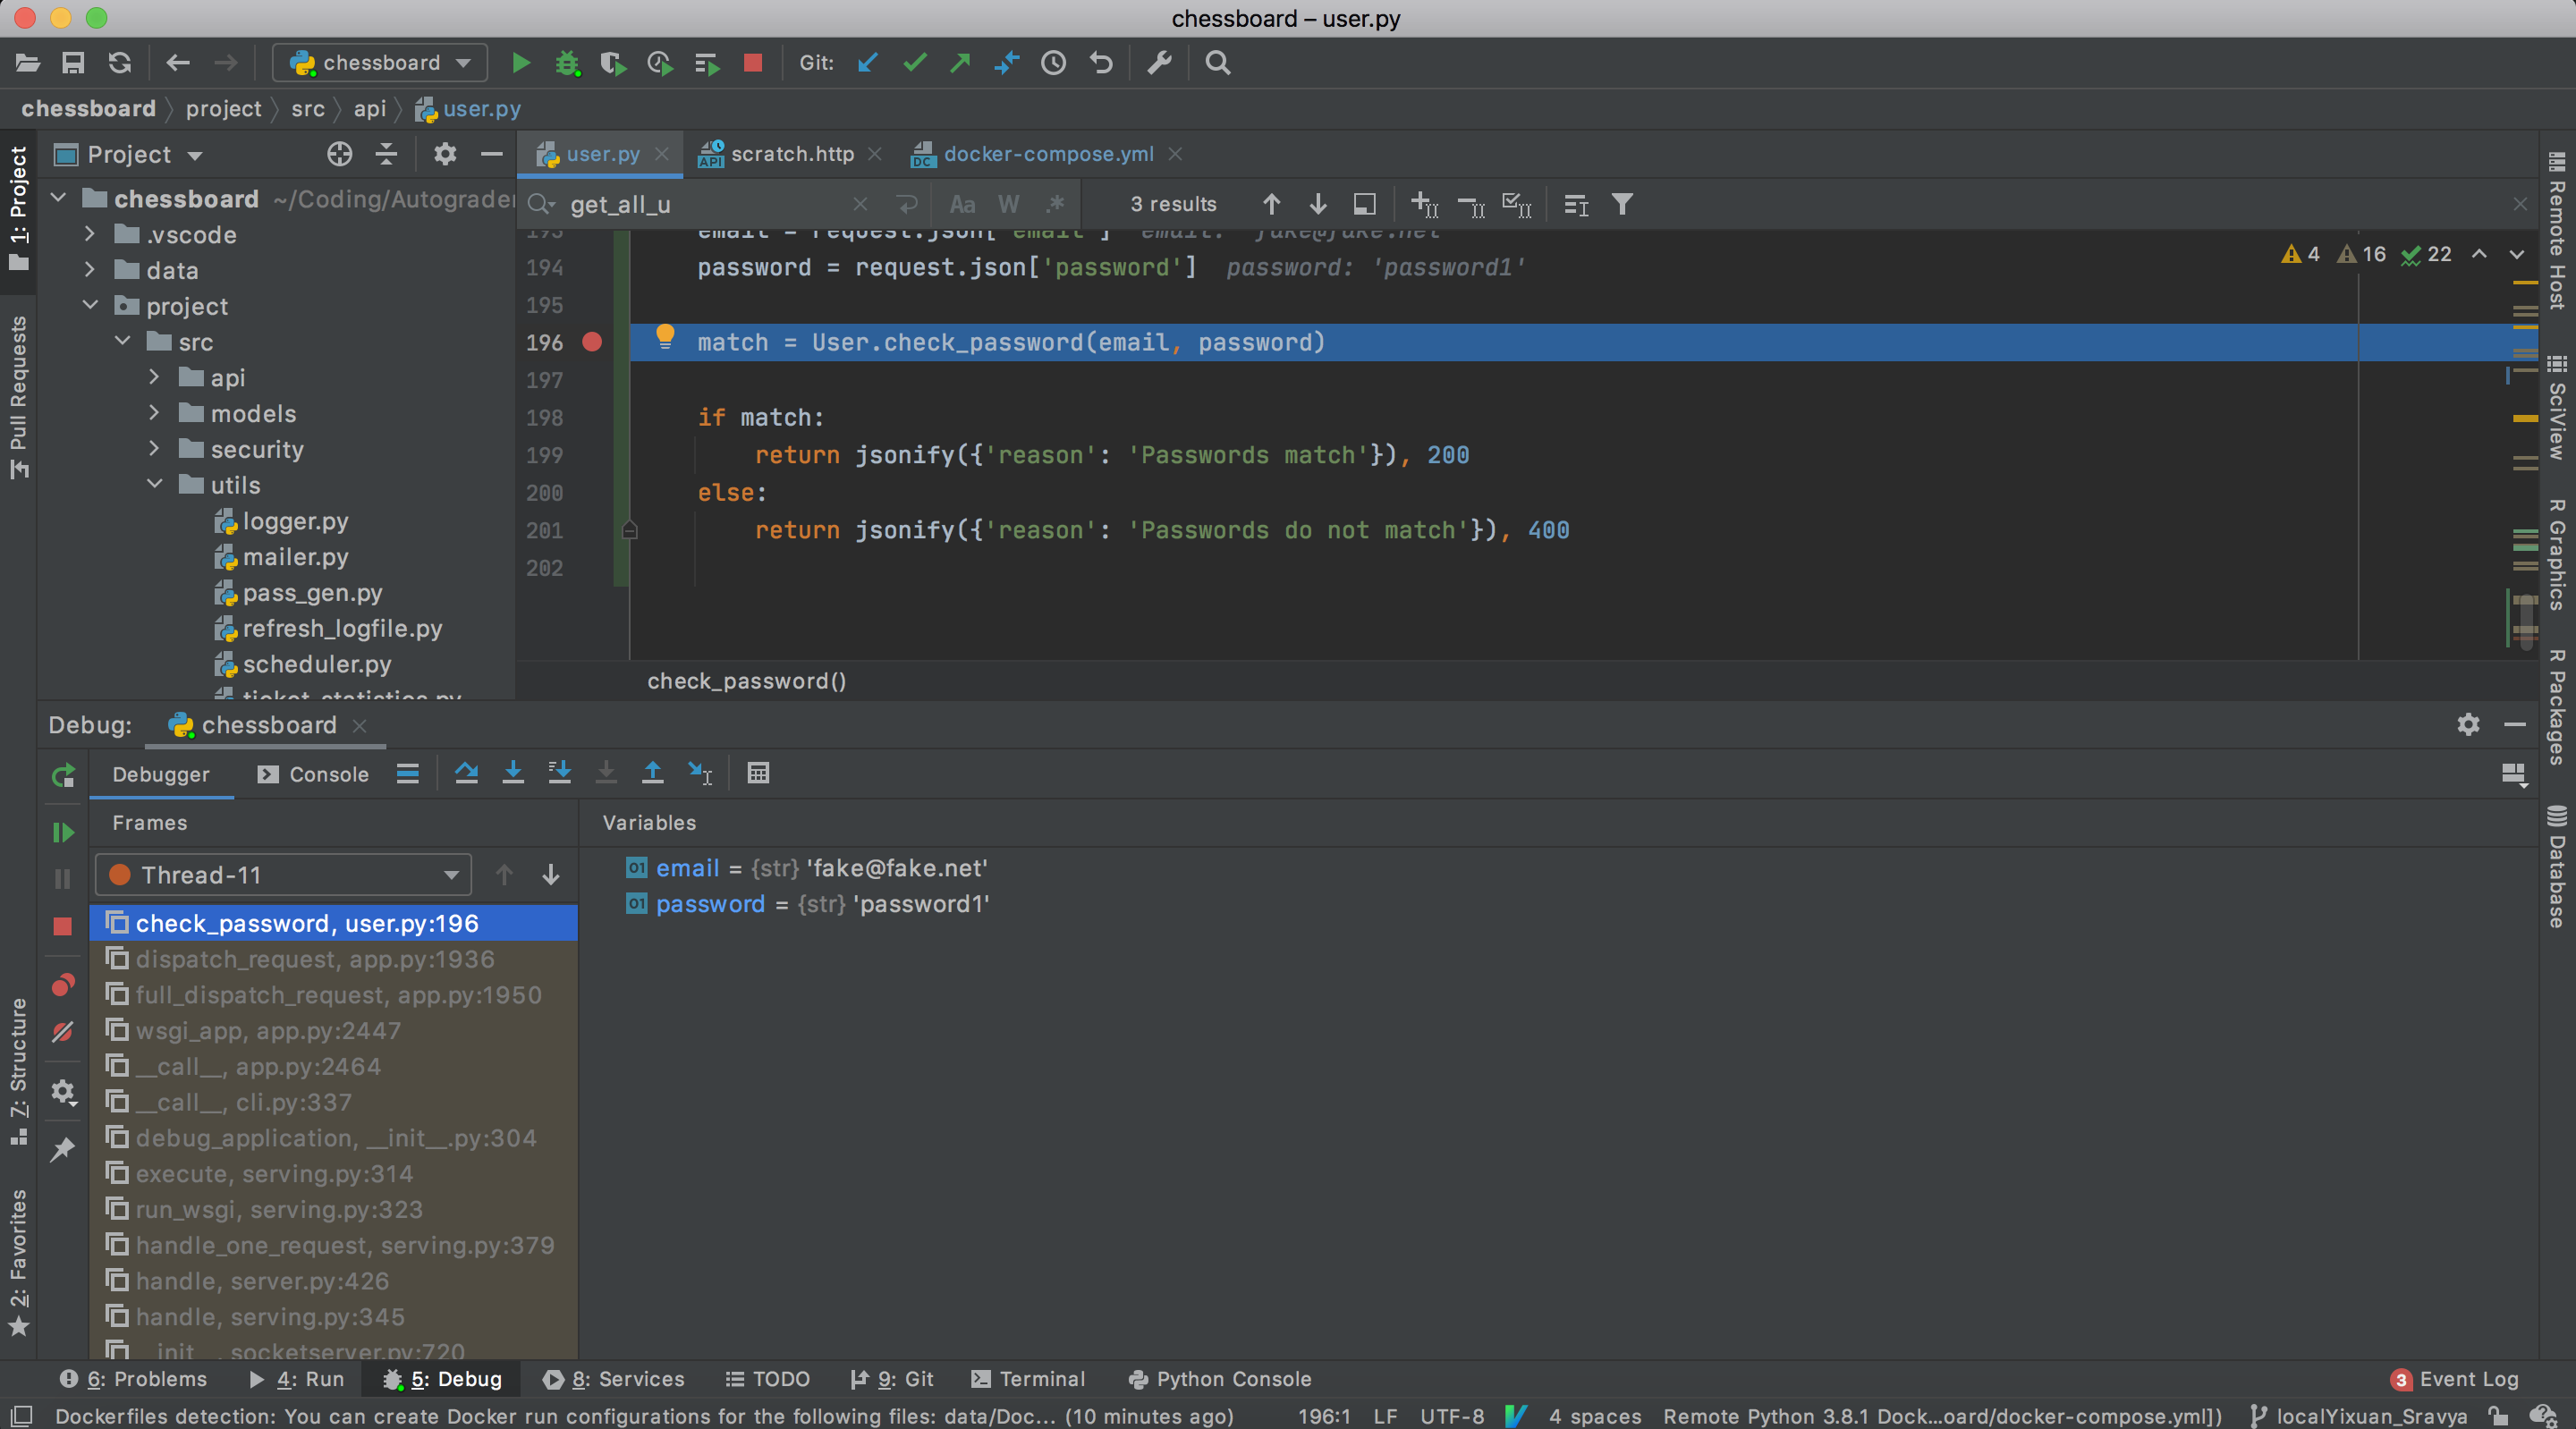 chessboard – user.py
chessboard
Git:
chessboard project src api user.py
1: Project
Pull Requests
7: Structure
2: Favorites
Project
chessboard ~/Coding/Autograder
.vscode
data
project
src
api
models
security
utils
logger.py
mailer.py
pass_gen.py
refresh_logfile.py
scheduler.py
ticket_statistics.py
user.py
scratch.http
docker-compose.yml
get_all_u
Aa W .*
3 results
4 16 22
193 email = request.json['email'] email: 'fake@fake.net'
194 password = request.json['password'] password: 'password1'
195
196 match = User.check_password(email, password)
197
198 if match:
199 return jsonify({'reason': 'Passwords match'}), 200
200 else:
201 return jsonify({'reason': 'Passwords do not match'}), 400
202
check_password()
Remote Host
SciView
R Graphics
R Packages
Database
Debug: chessboard
Debugger
Console
Frames
Variables
Thread-11
check_password, user.py:196
dispatch_request, app.py:1936
full_dispatch_request, app.py:1950
wsgi_app, app.py:2447
__call__, app.py:2464
__call__, cli.py:337
debug_application, __init__.py:304
execute, serving.py:314
run_wsgi, serving.py:323
handle_one_request, serving.py:379
handle, server.py:426
handle, serving.py:345
__init__, socketserver.py:720
01 email = {str} 'fake@fake.net'
01 password = {str} 'password1'
6: Problems 4: Run 5: Debug 8: Services TODO 9: Git Terminal Python Console 3 Event Log
Dockerfiles detection: You can create Docker run configurations for the following files: data/Doc... (10 minutes ago) 196:1 LF UTF-8 4 spaces Remote Python 3.8.1 Dock...oard/docker-compose.yml]) localYixuan_Sravya